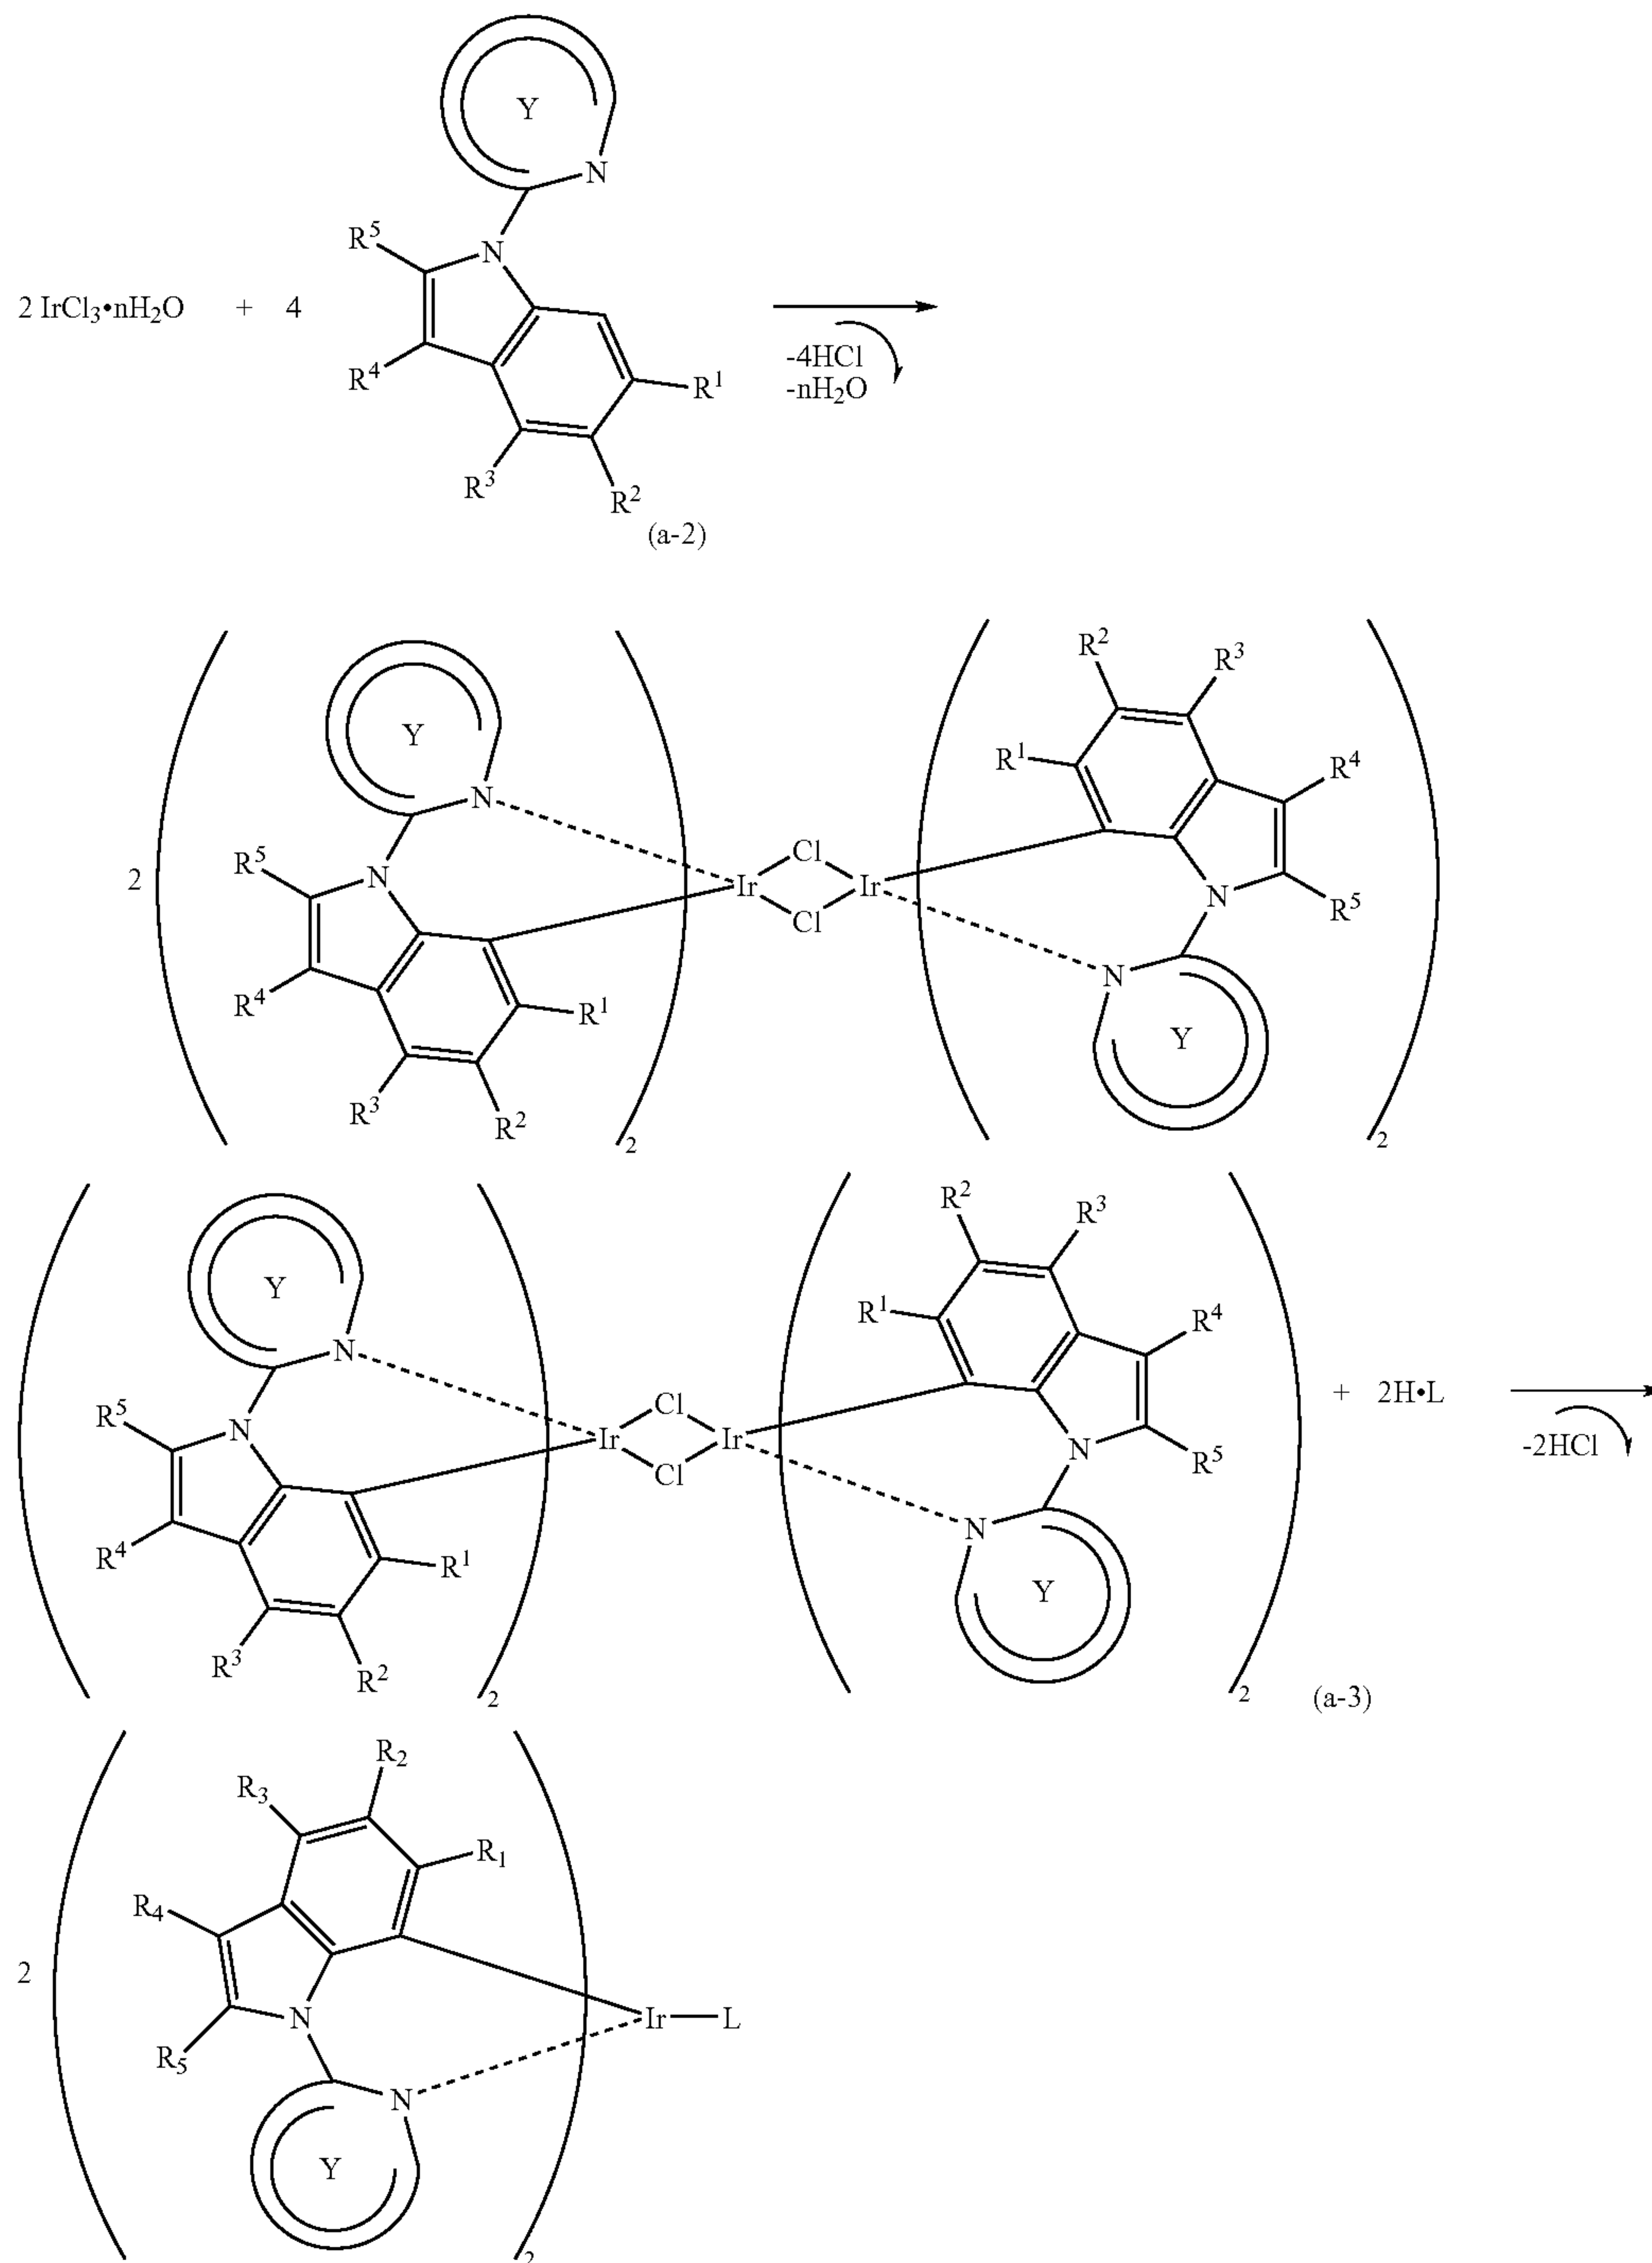 Y
N
R⁵
N
2 IrCl₃•nH₂O + 4
-4HCl
-nH₂O
R⁴
R¹
R³
R²
(a-2)
R²
R³
Y
R¹
R⁴
N
Cl
R⁵
N
2
Ir
Ir
N
Cl
R⁵
N
R⁴
R¹
Y
R³
R²
2
2
R²
R³
Y
R¹
R⁴
N
Cl
+ 2H•L
R⁵
N
Ir
Ir
N
R⁵
-2HCl
Cl
N
R⁴
R¹
Y
R³
R²
2
2
(a-3)
R₂
R₃
R₁
R₄
2
N
Ir—L
R₅
N
Y
2